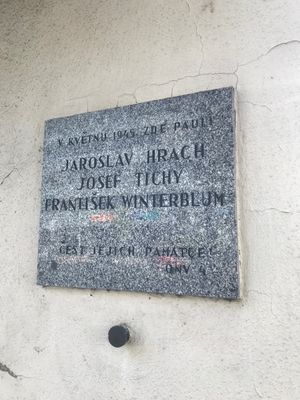 V KVĚTNU 1945 ZDE PADLI
JAROSLAV HRACH
JOSEF TICHÝ
FRANTIŠEK WINTERBLUM
ČEST JEJICH PAMÁTCE!
ONV 4